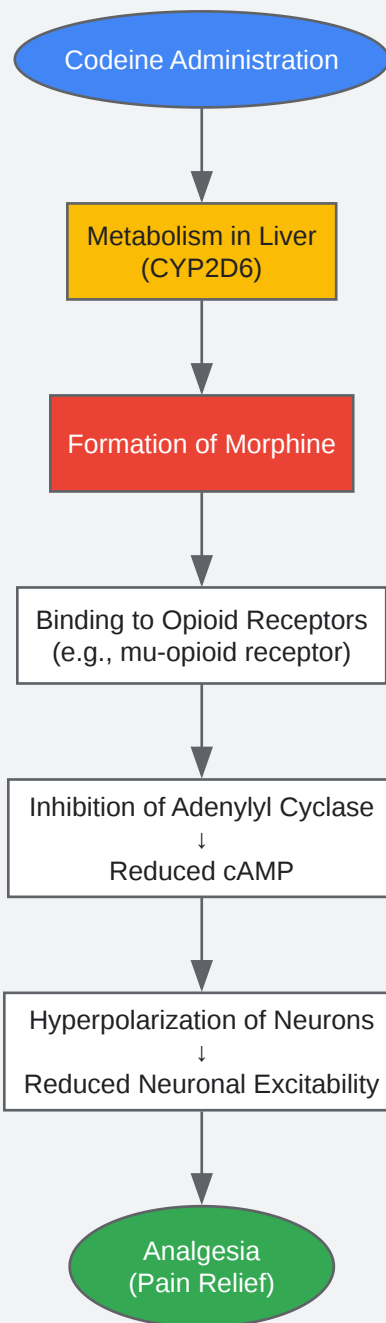 Codeine Administration
Metabolism in Liver
(CYP2D6)
Formation of Morphine
Binding to Opioid Receptors
(e.g., mu-opioid receptor)
Inhibition of Adenylyl Cyclase
↓
Reduced cAMP
Hyperpolarization of Neurons
↓
Reduced Neuronal Excitability
Analgesia
(Pain Relief)